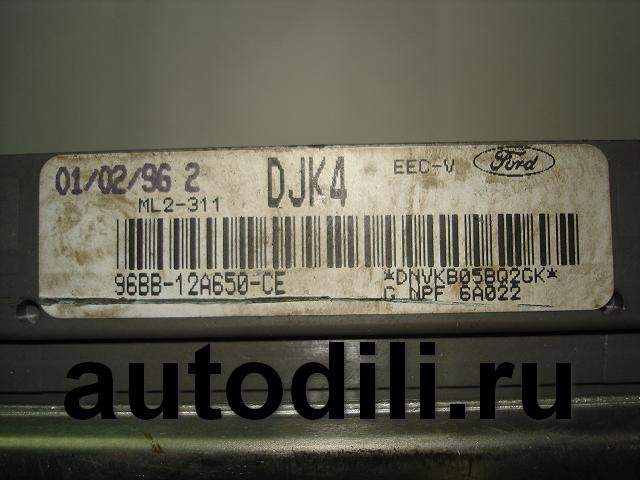 01/02/96 2
DJK4
EEC-V
Ford
ML2-311
96BB-12A650-CE
*DNVKB05BQ2GK*
G NPF 6A022
autodili.ru